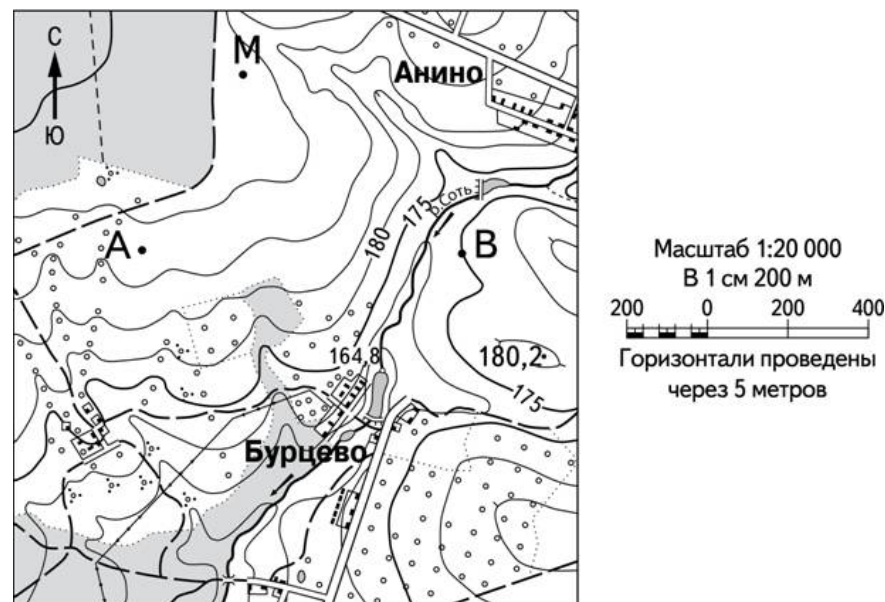 С
Ю
М
Анино
А
В
180
175
р.Соть
164,8
180,2
175
Бурцево
Масштаб 1:20 000
В 1 см 200 м
200 0 200 400
Горизонтали проведены
через 5 метров